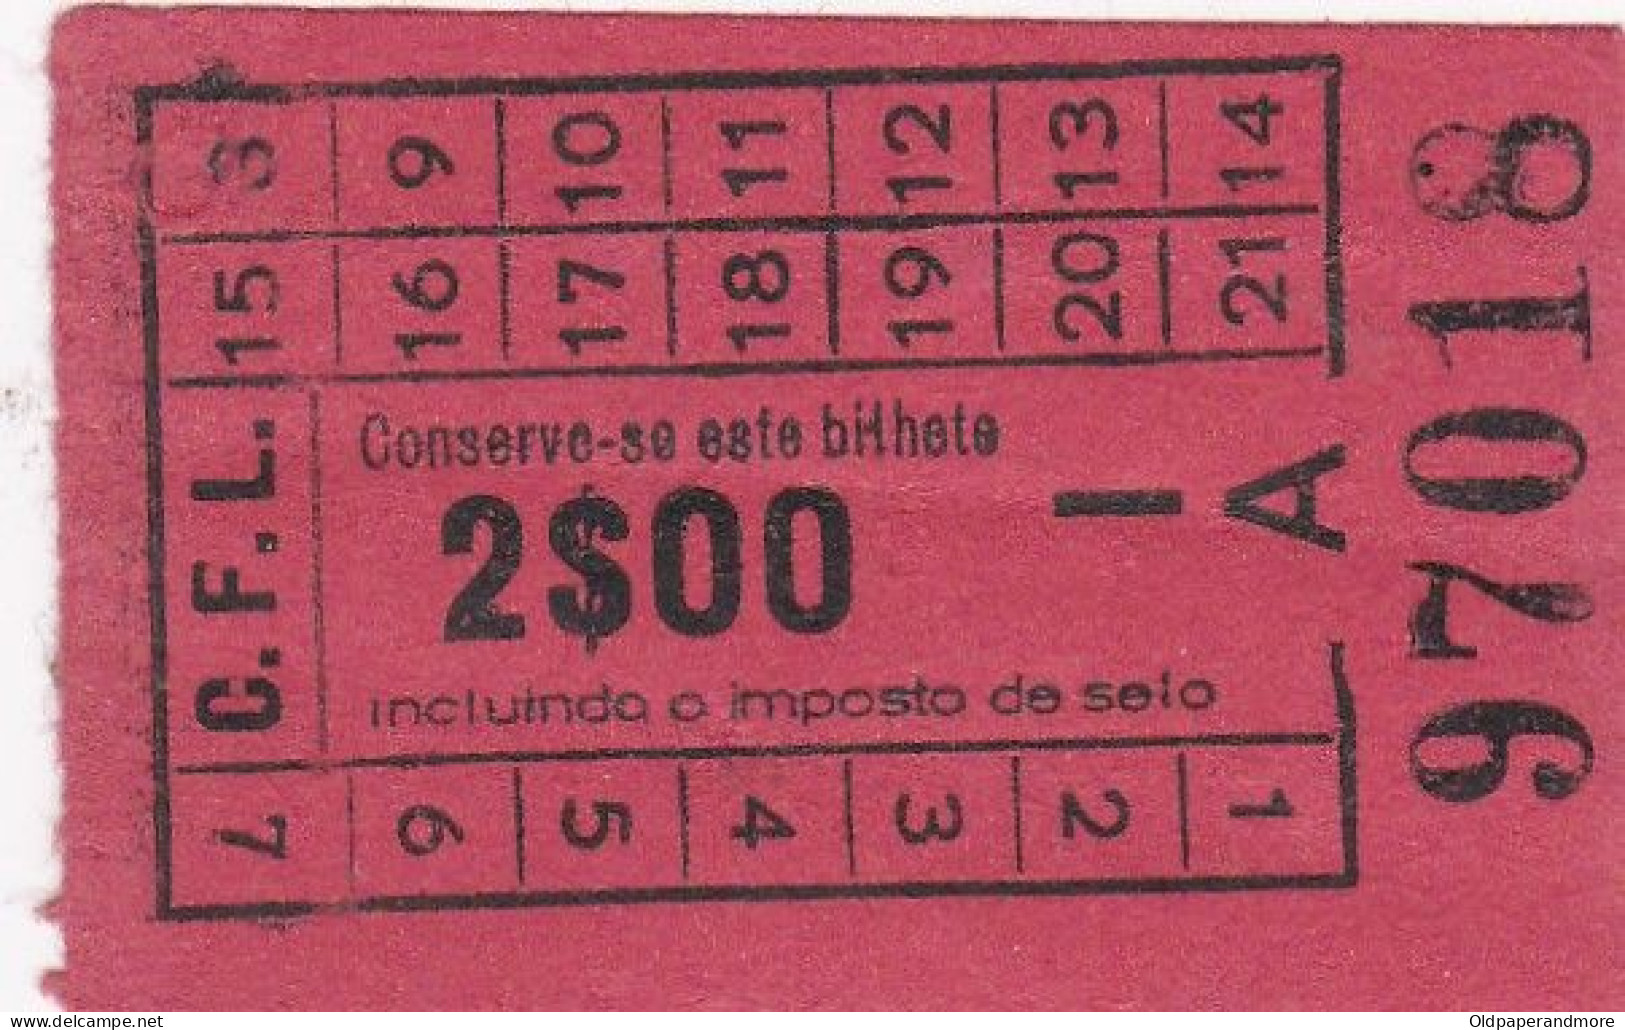 8 9 10 11 12 13 14
15 16 17 18 19 20 21
C.F.L.
Conserve-se este bilhete
2$00
incluindo o imposto de selo
I A
7 6 5 4 3 2 1
97018
www.delcampe.net
Oldpaperandmore